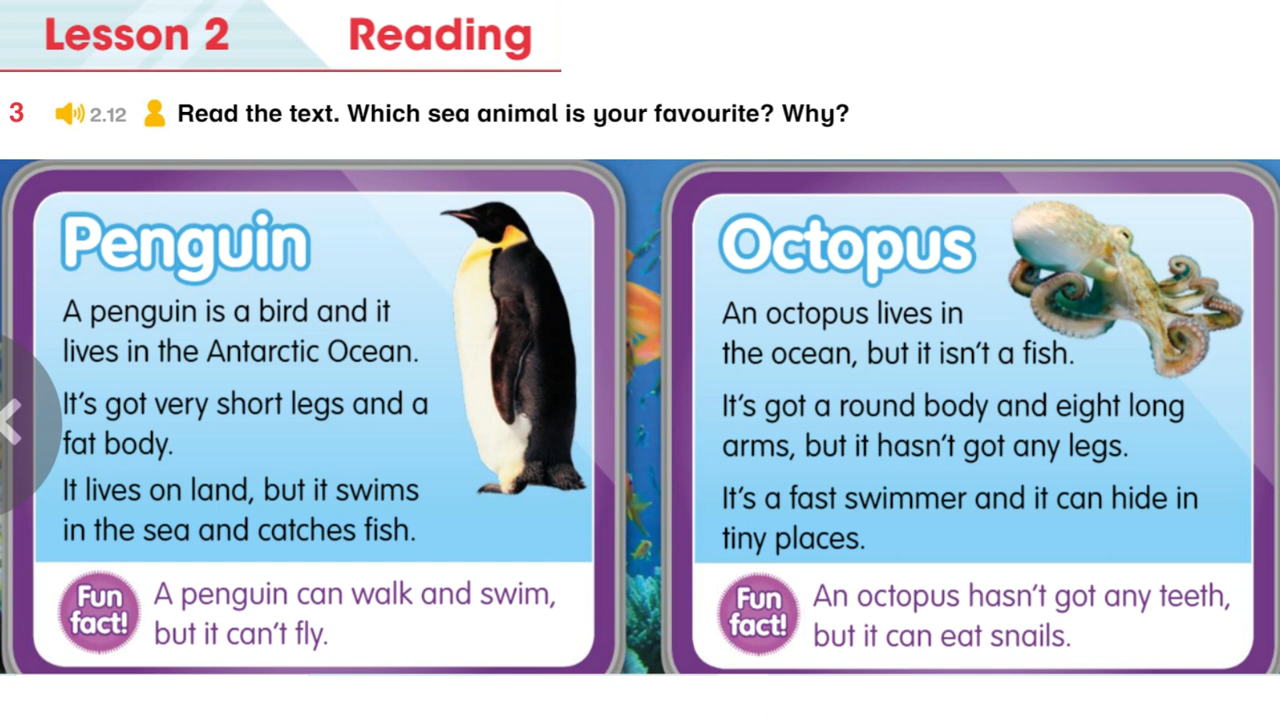 Lesson 2 Reading
3 2.12 Read the text. Which sea animal is your favourite? Why?
Penguin
A penguin is a bird and it
lives in the Antarctic Ocean.
It's got very short legs and a
fat body.
It lives on land, but it swims
in the sea and catches fish.
Fun
fact!
A penguin can walk and swim,
but it can't fly.
Octopus
An octopus lives in
the ocean, but it isn't a fish.
It's got a round body and eight long
arms, but it hasn't got any legs.
It's a fast swimmer and it can hide in
tiny places.
Fun
fact!
An octopus hasn't got any teeth,
but it can eat snails.